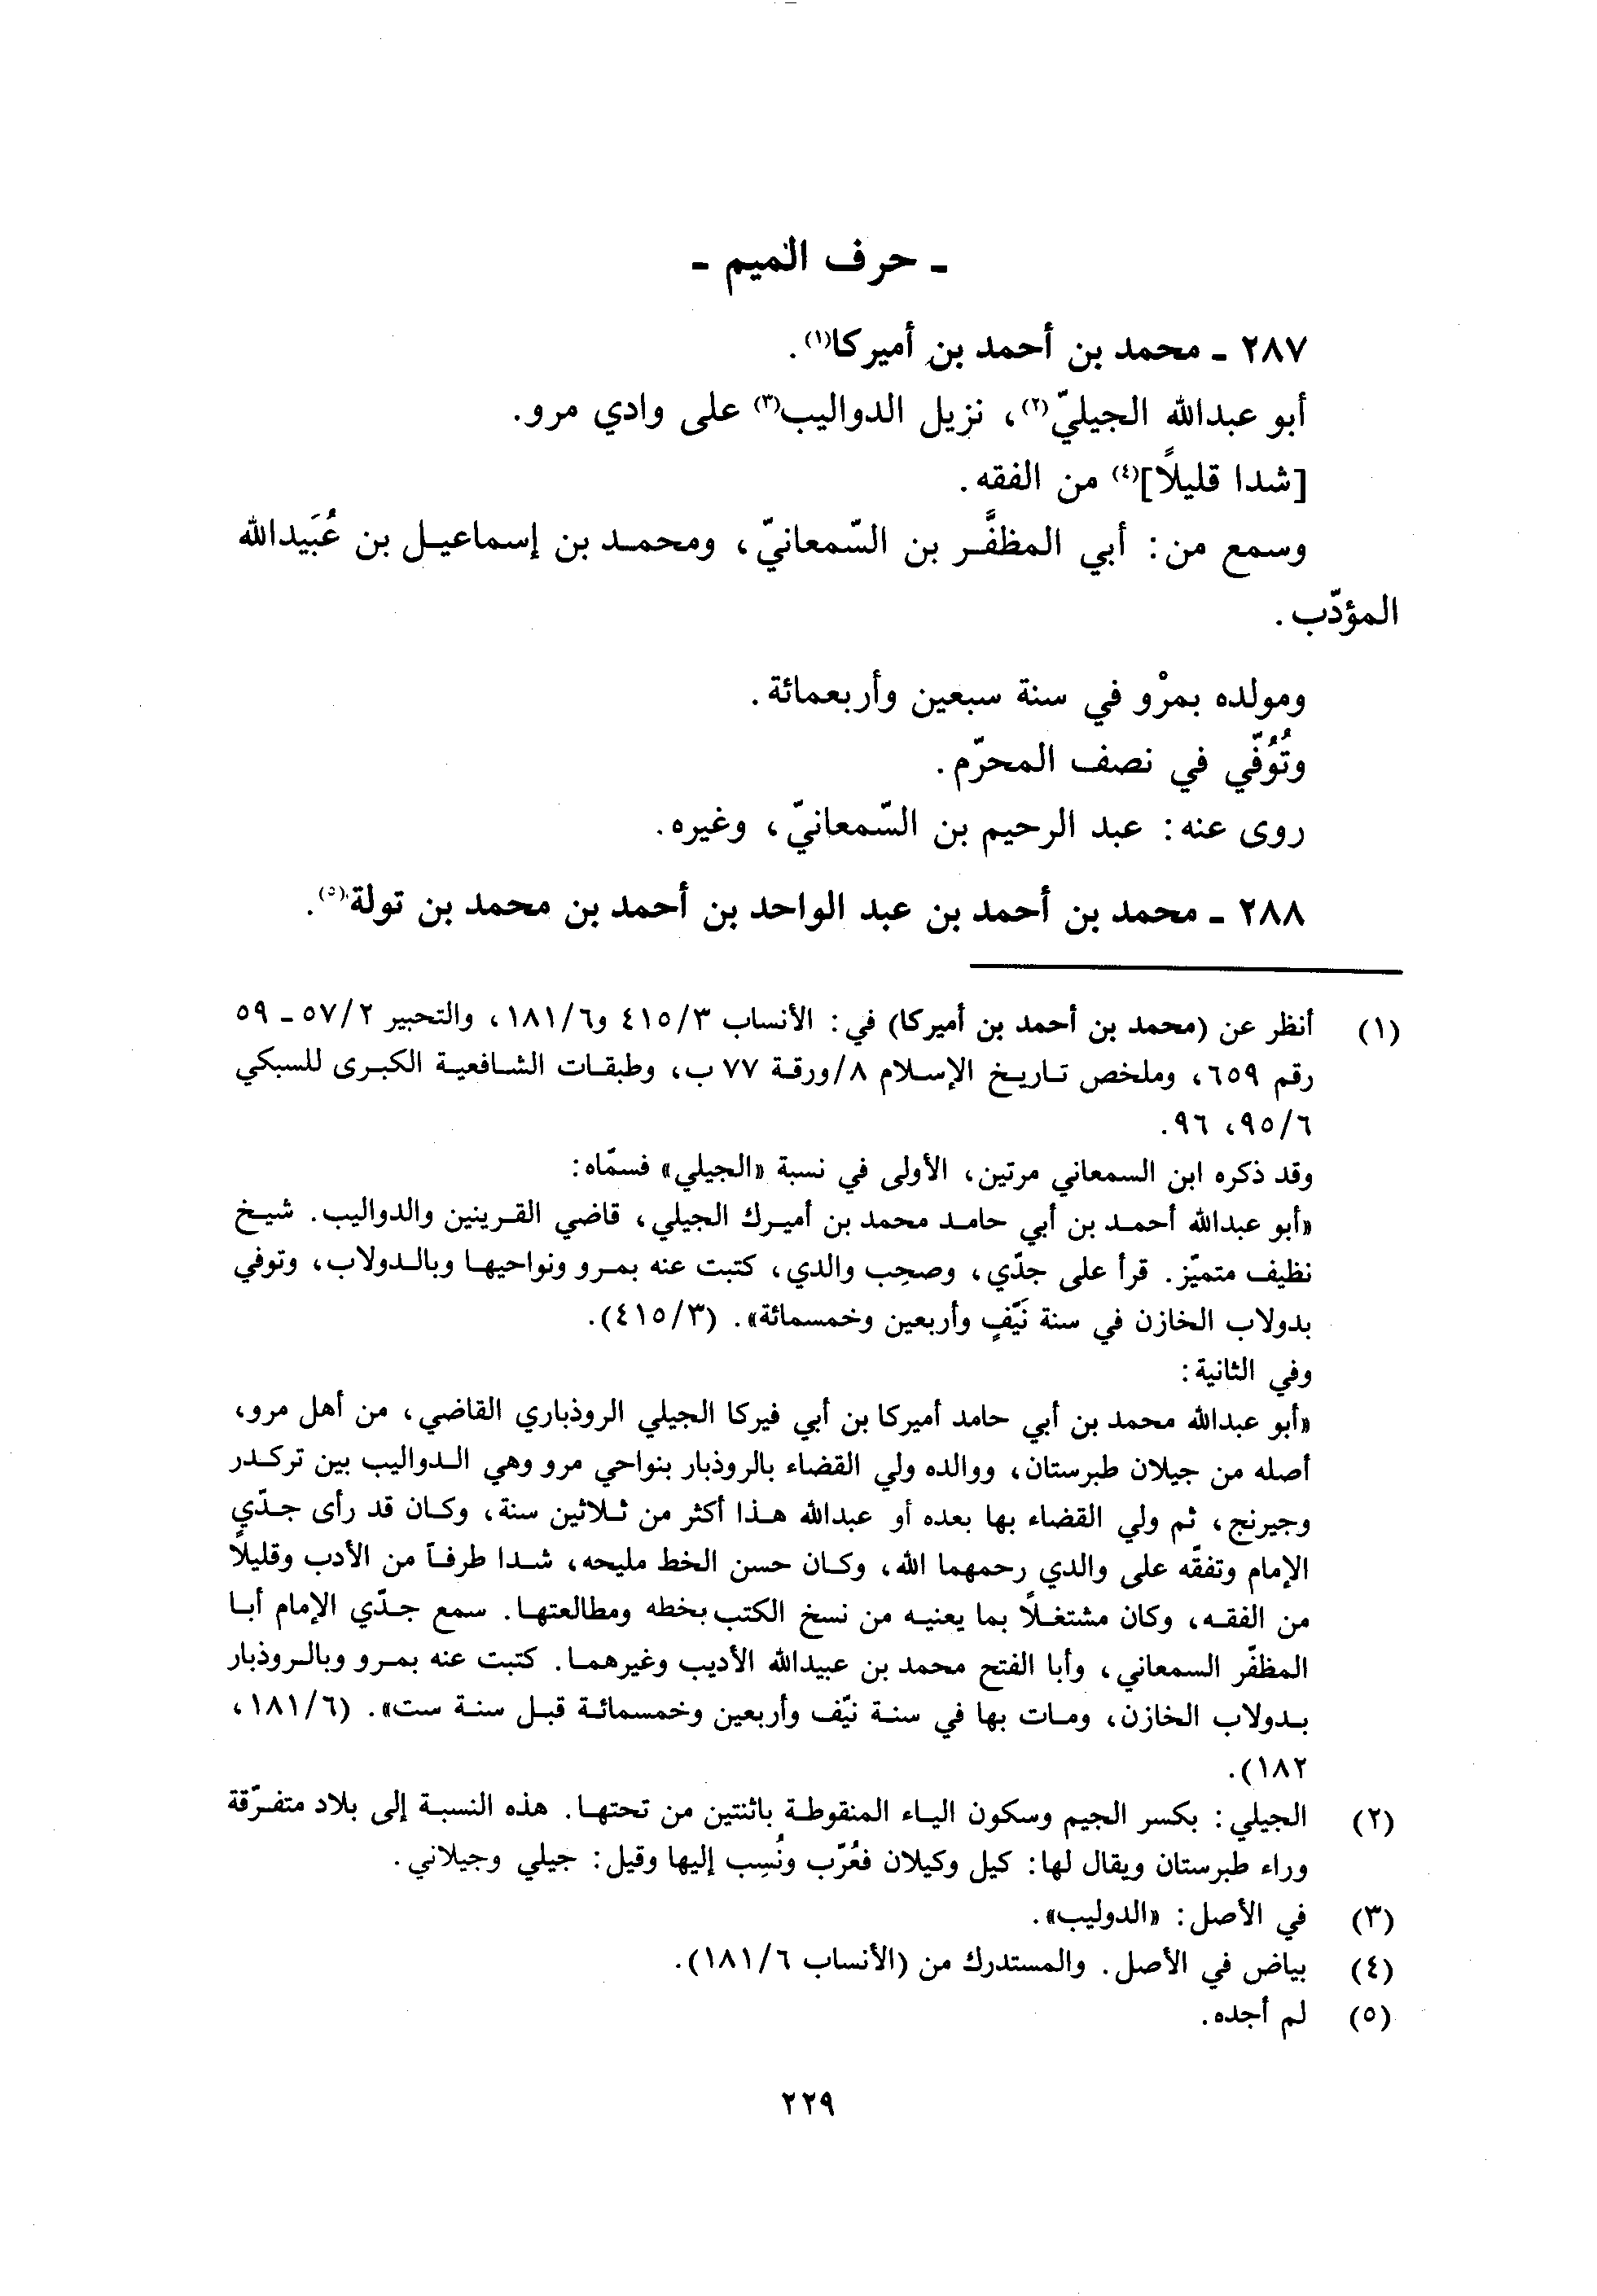 ـ حرف الميم ـ
٢٨٧ ـ محمد بن أحمد بن أميركا(١).
أبو عبدالله الجيليّ(٢)، نزيل الدواليب(٣) على وادي مرو.
[شدا قليلاً](٤) من الفقه.
وسمع من: أبي المظفَّر بن السّمعانيّ، ومحمد بن إسماعيل بن عُبَيدالله
المؤدّب.
ومولده بمرْو في سنة سبعين وأربعمائة.
وتُوُفّي في نصف المحرّم.
روى عنه: عبد الرحيم بن السّمعانيّ، وغيره.
٢٨٨ ـ محمد بن أحمد بن عبد الواحد بن أحمد بن محمد بن تولة(٥).
(١) أنظر عن (محمد بن أحمد بن أميركا) في: الأنساب ٤١٥/٣ و١٨١/٦، والتحبير ٥٧/٢ ـ ٥٩
رقم ٦٥٩، وملخص تاريخ الإسلام ٨/ورقة ٧٧ ب، وطبقات الشافعية الكبرى للسبكي
٩٥/٦، ٩٦.
وقد ذكره ابن السمعاني مرتين، الأولى في نسبة «الجيلي» فسمّاه:
«أبو عبدالله أحمد بن أبي حامد محمد بن أميرك الجيلي، قاضي القرينين والدواليب. شيخ
نظيف متميّز. قرأ على جدّي، وصحِب والدي، كتبت عنه بمرو ونواحيها وبالدولاب، وتوفي
بدولاب الخازن في سنة نَيّفٍ وأربعين وخمسمائة». (٤١٥/٣).
وفي الثانية:
«أبو عبدالله محمد بن أبي حامد أميركا بن أبي فيركا الجيلي الروذباري القاضي، من أهل مرو،
أصله من جيلان طبرستان، ووالده ولي القضاء بالروذبار بنواحي مرو وهي الدواليب بين تركدر
وجيرنج، ثم ولي القضاء بها بعده أو عبدالله هذا أكثر من ثلاثين سنة، وكان قد رأى جدّي
الإمام وتفقّه على والدي رحمهما الله، وكان حسن الخط مليحه، شدا طرفاً من الأدب وقليلاً
من الفقه، وكان مشتغلاً بما يعنيه من نسخ الكتب بخطه ومطالعتها. سمع جدّي الإمام أبا
المظفّر السمعاني، وأبا الفتح محمد بن عبيدالله الأديب وغيرهما. كتبت عنه بمرو وبالروذبار
بدولاب الخازن، ومات بها في سنة نيّف وأربعين وخمسمائة قبل سنة ست». (١٨١/٦،
١٨٢).
(٢) الجيلي: بكسر الجيم وسكون الياء المنقوطة باثنتين من تحتها. هذه النسبة إلى بلاد متفرّقة
وراء طبرستان ويقال لها: كيل وكيلان فعُرّب ونُسِب إليها وقيل: جيلي وجيلاني.
(٣) في الأصل: «الدوليب».
(٤) بياض في الأصل. والمستدرك من (الأنساب ١٨١/٦).
(٥) لم أجده.
٢٢٩